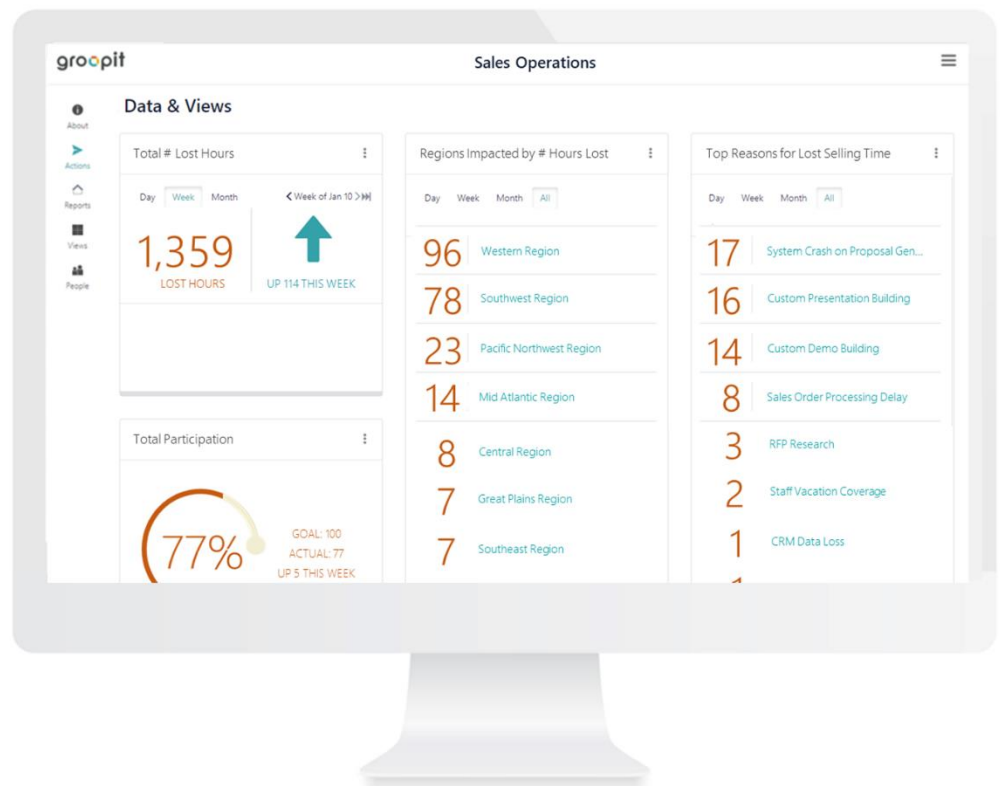 groopit
Sales Operations
About
Actions
Reports
Views
People
Data & Views
Total # Lost Hours
Day Week Month
Week of Jan 10
1,359
LOST HOURS
UP 114 THIS WEEK
Total Participation
77%
GOAL: 100
ACTUAL: 77
UP 5 THIS WEEK
Regions Impacted by # Hours Lost
Day Week Month All
96 Western Region
78 Southwest Region
23 Pacific Northwest Region
14 Mid Atlantic Region
8 Central Region
7 Great Plains Region
7 Southeast Region
Top Reasons for Lost Selling Time
Day Week Month All
17 System Crash on Proposal Gen...
16 Custom Presentation Building
14 Custom Demo Building
8 Sales Order Processing Delay
3 RFP Research
2 Staff Vacation Coverage
1 CRM Data Loss